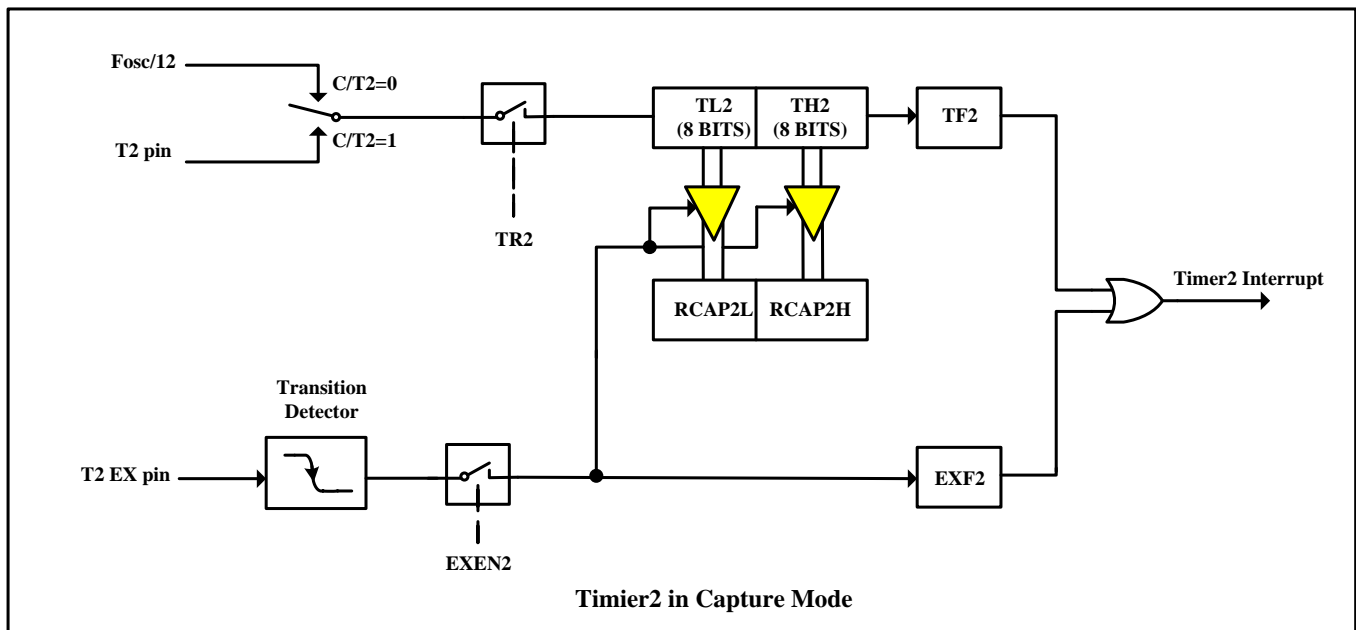 Fosc/12
C/T2=0
C/T2=1
T2 pin
TR2
TL2
(8 BITS)
TH2
(8 BITS)
TF2
RCAP2L
RCAP2H
Timer2 Interrupt
Transition
Detector
T2 EX pin
EXEN2
EXF2
Timier2 in Capture Mode